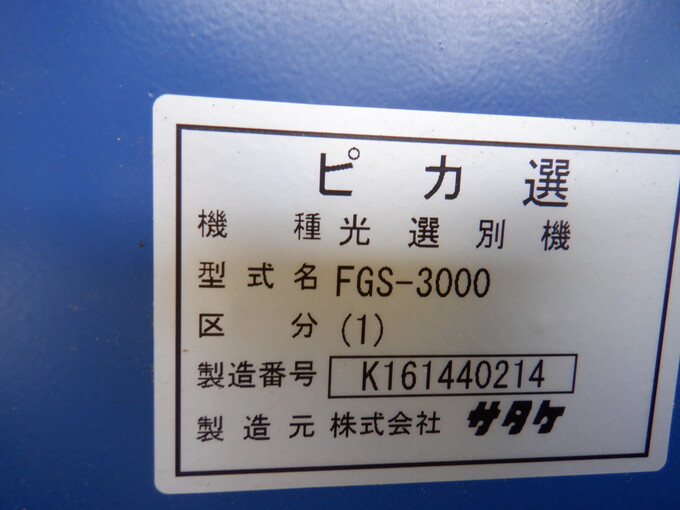 ピカ選
機種 光選別機
型式名 FGS-3000
区分 (1)
製造番号 K161440214
製造元 株式会社 サタケ